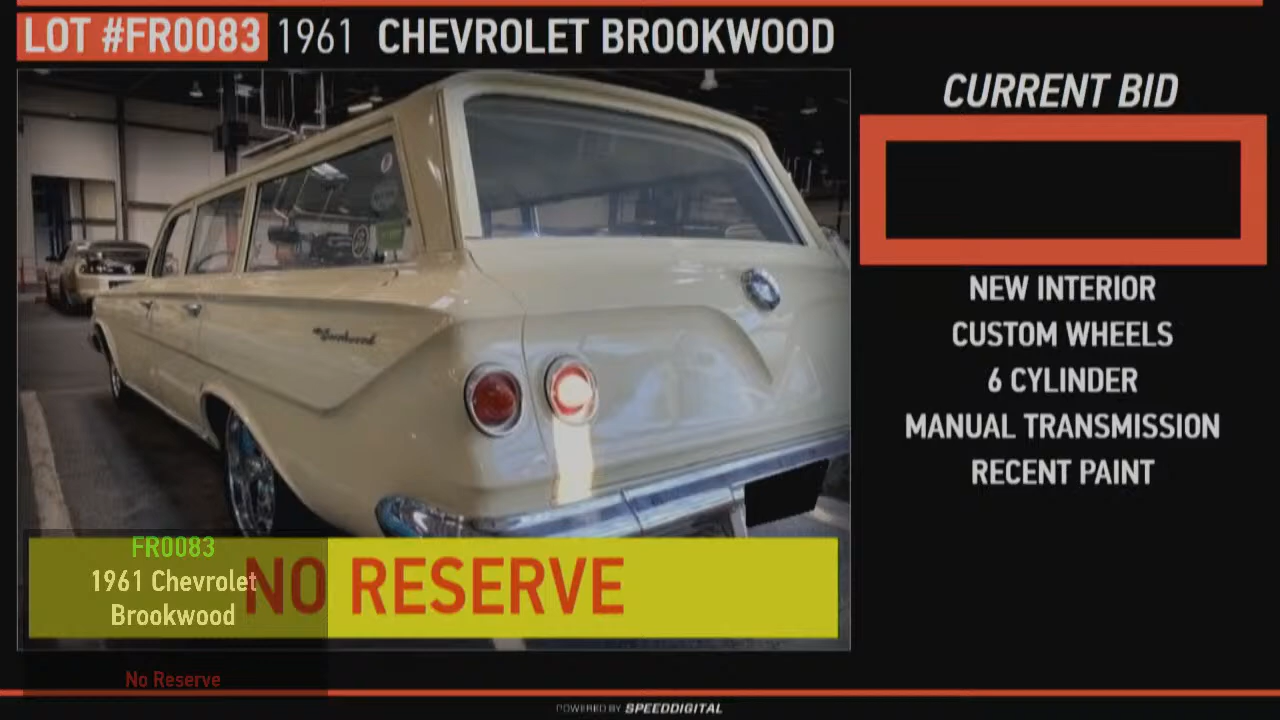 LOT #FR0083 1961 CHEVROLET BROOKWOOD
CURRENT BID
NEW INTERIOR
CUSTOM WHEELS
6 CYLINDER
MANUAL TRANSMISSION
RECENT PAINT
Brookwood
NO RESERVE
FR0083
1961 Chevrolet
Brookwood
No Reserve
POWERED BY SPEEDDIGITAL